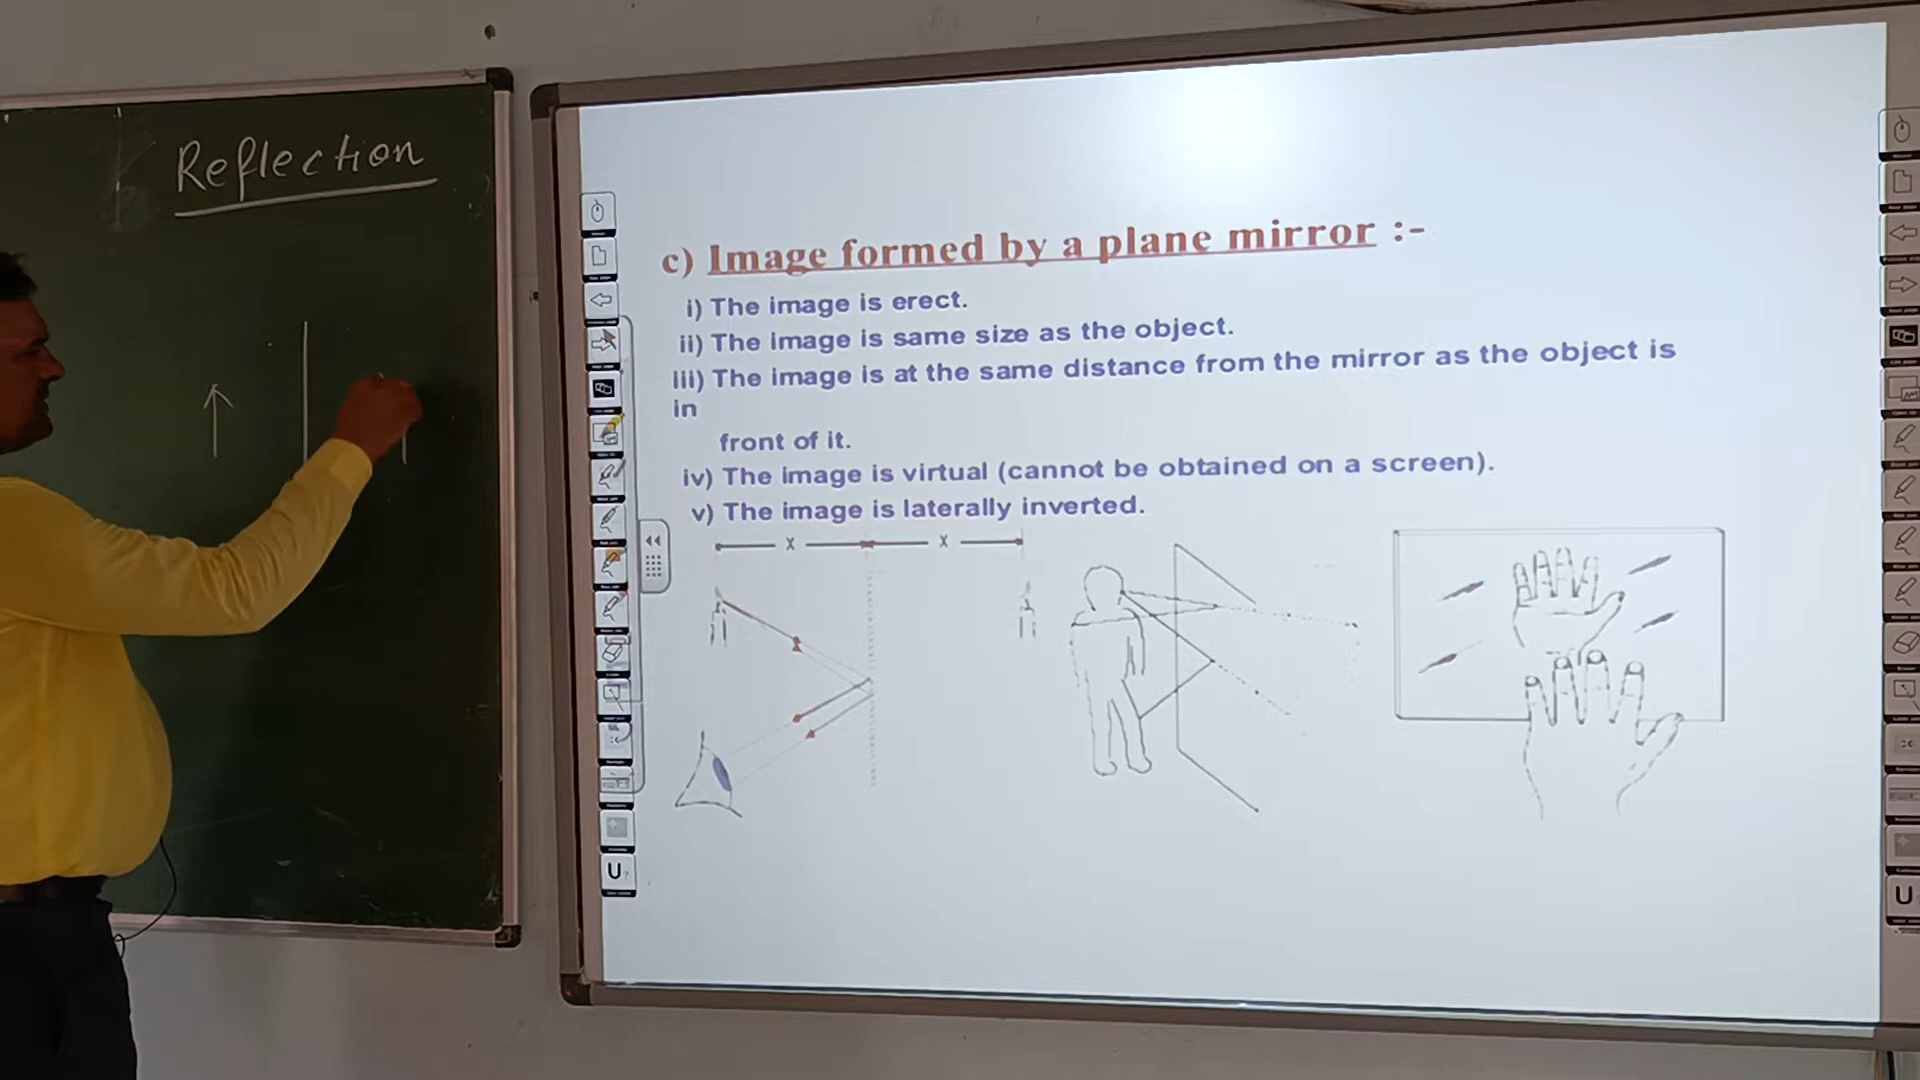 Reflection
c) Image formed by a plane mirror :-
i) The image is erect.
ii) The image is same size as the object.
iii) The image is at the same distance from the mirror as the object is
in
front of it.
iv) The image is virtual (cannot be obtained on a screen).
v) The image is laterally inverted.
x x
U
U